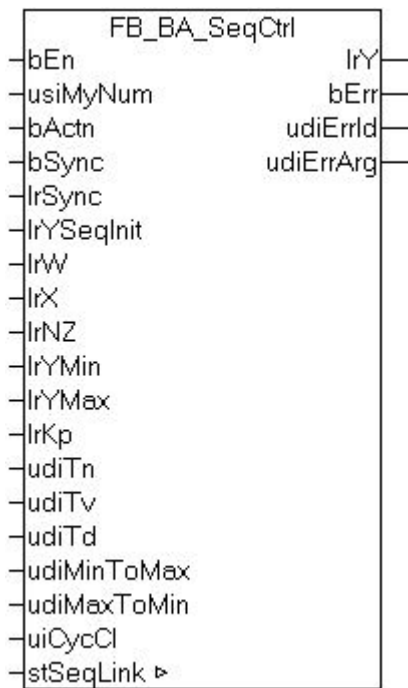 FB_BA_SeqCtrl
bEn lrY
usiMyNum bErr
bActn udiErrId
bSync udiErrArg
lrSync
lrYSeqInit
lrW
lrX
lrNZ
lrYMin
lrYMax
lrKp
udiTn
udiTv
udiTd
udiMinToMax
udiMaxToMin
uiCycCl
stSeqLink ▹